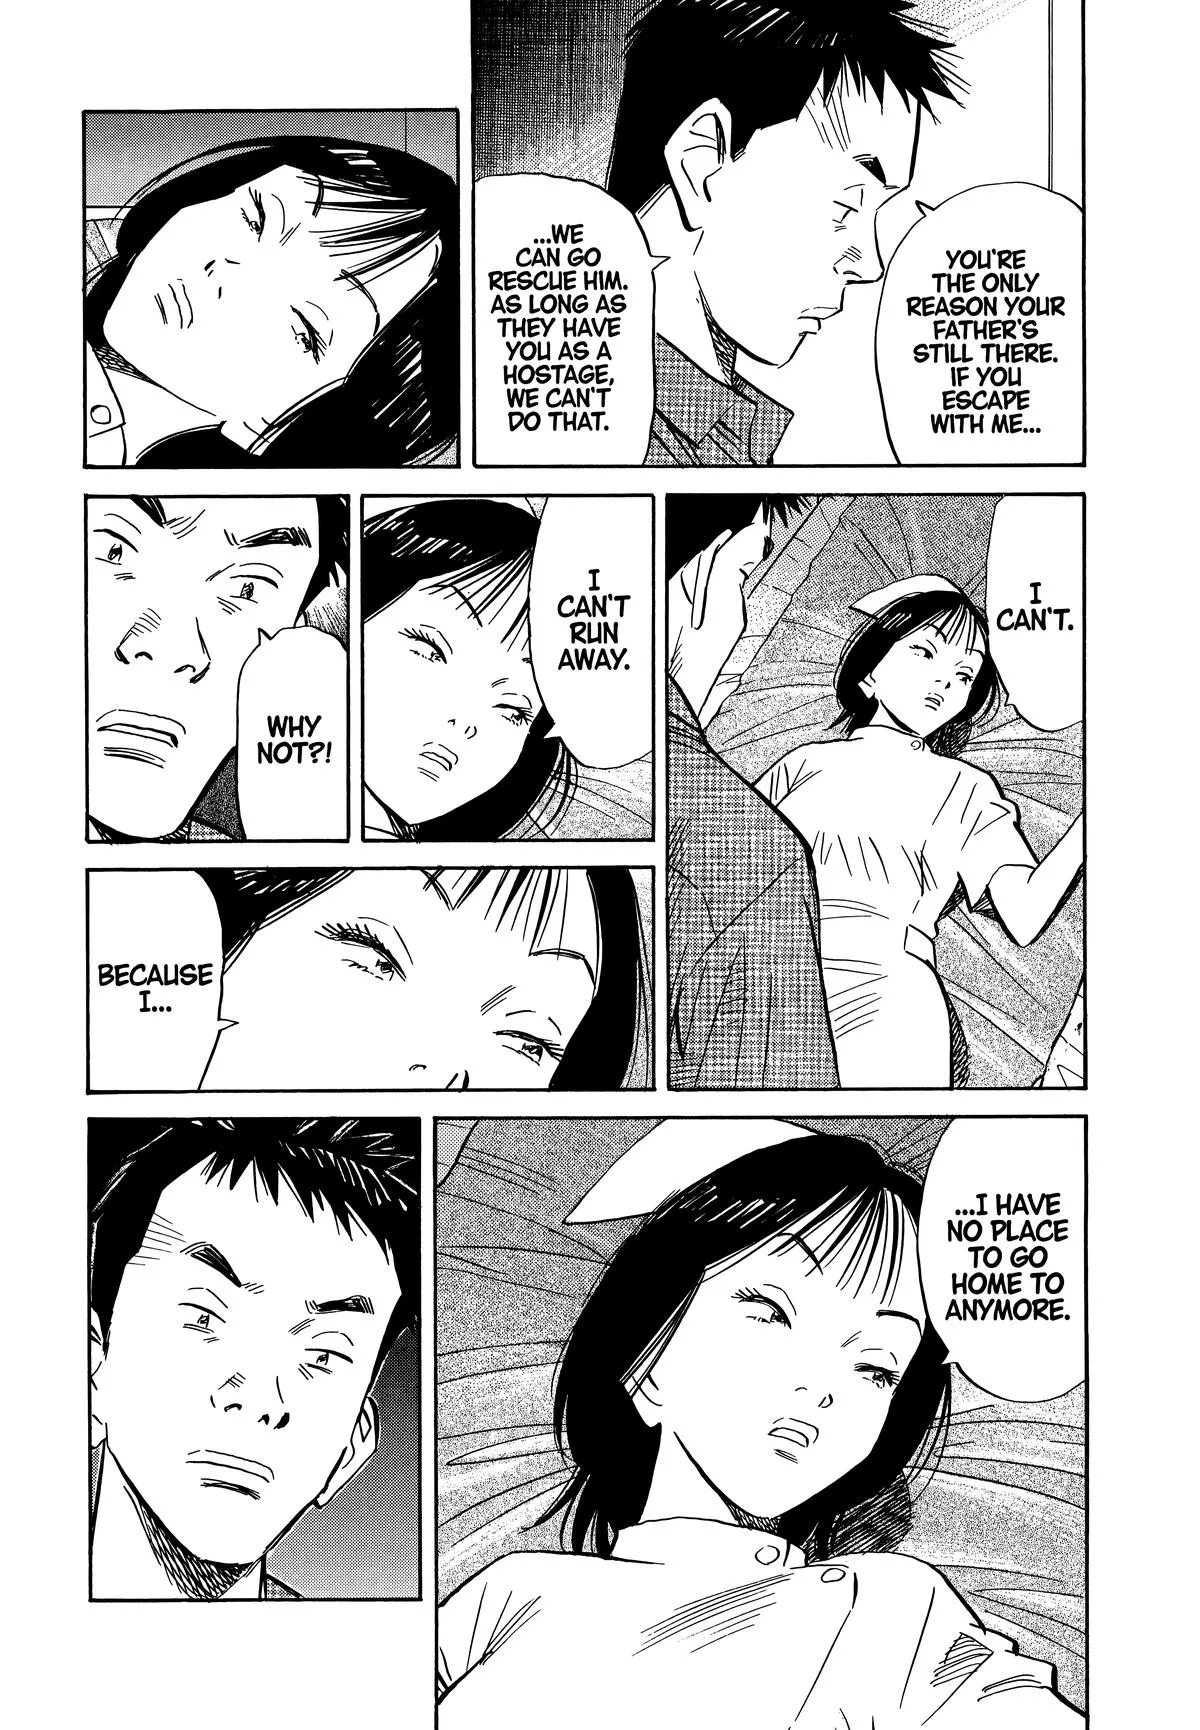 YOU'RE
THE ONLY
REASON YOUR
FATHER'S
STILL THERE.
IF YOU
ESCAPE
WITH ME...
...WE
CAN GO
RESCUE HIM.
AS LONG AS
THEY HAVE
YOU AS A
HOSTAGE,
WE CAN'T
DO THAT.
I
CAN'T.
I
CAN'T
RUN
AWAY.
WHY
NOT?!
BECAUSE
I...
...I HAVE
NO PLACE
TO GO
HOME TO
ANYMORE.